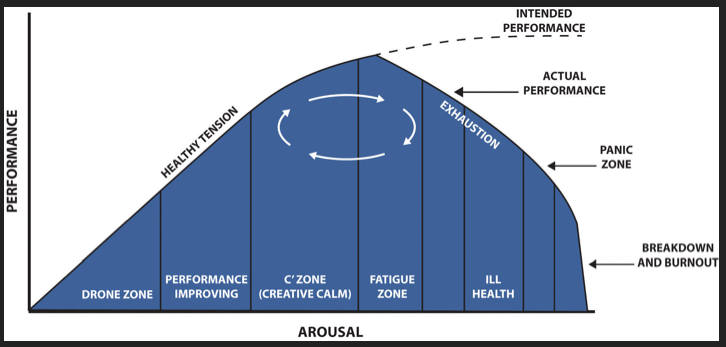 INTENDED
PERFORMANCE
ACTUAL
PERFORMANCE
HEALTHY TENSION
EXHAUSTION
PERFORMANCE
PANIC
ZONE
BREAKDOWN
AND BURNOUT
DRONE ZONE
PERFORMANCE
IMPROVING
C’ZONE
(CREATIVE CALM)
FATIGUE
ZONE
ILL
HEALTH
AROUSAL